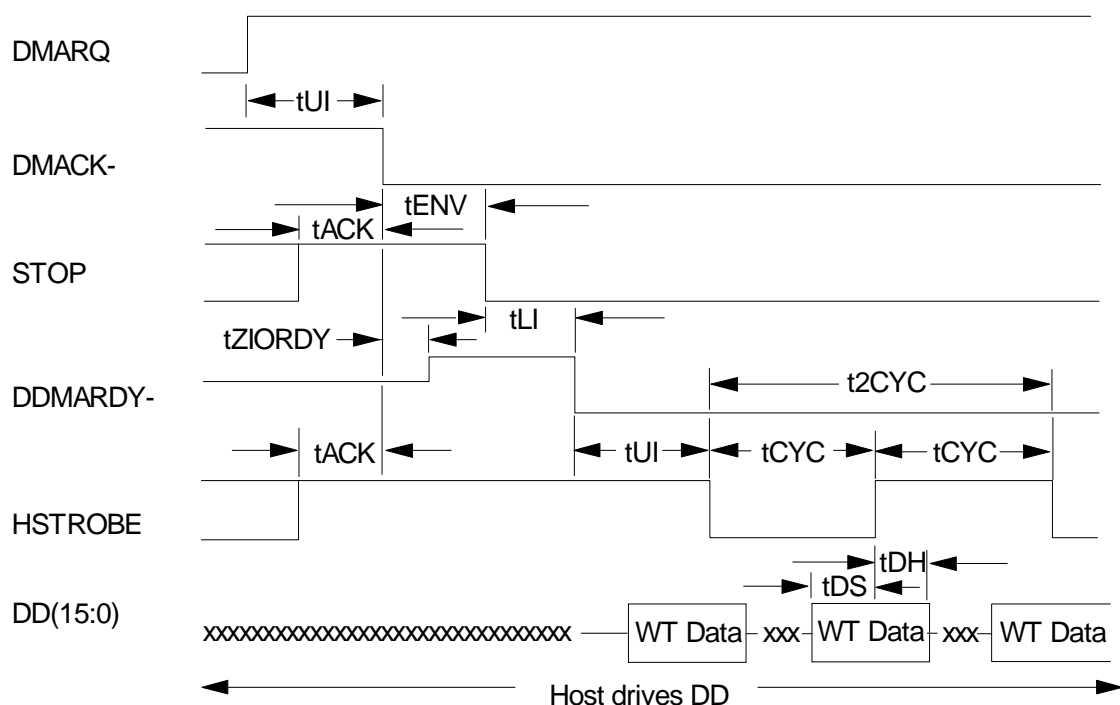 DMARQ
tUI
DMACK-
tENV
tACK
STOP
tLI
tZIORDY
DDMARDY-
t2CYC
tACK
tUI
tCYC
tCYC
HSTROBE
tDH
tDS
DD(15:0)
xxxxxxxxxxxxxxxxxxxxxxxxxxxxxxx WT Data xxx WT Data xxx WT Data
Host drives DD